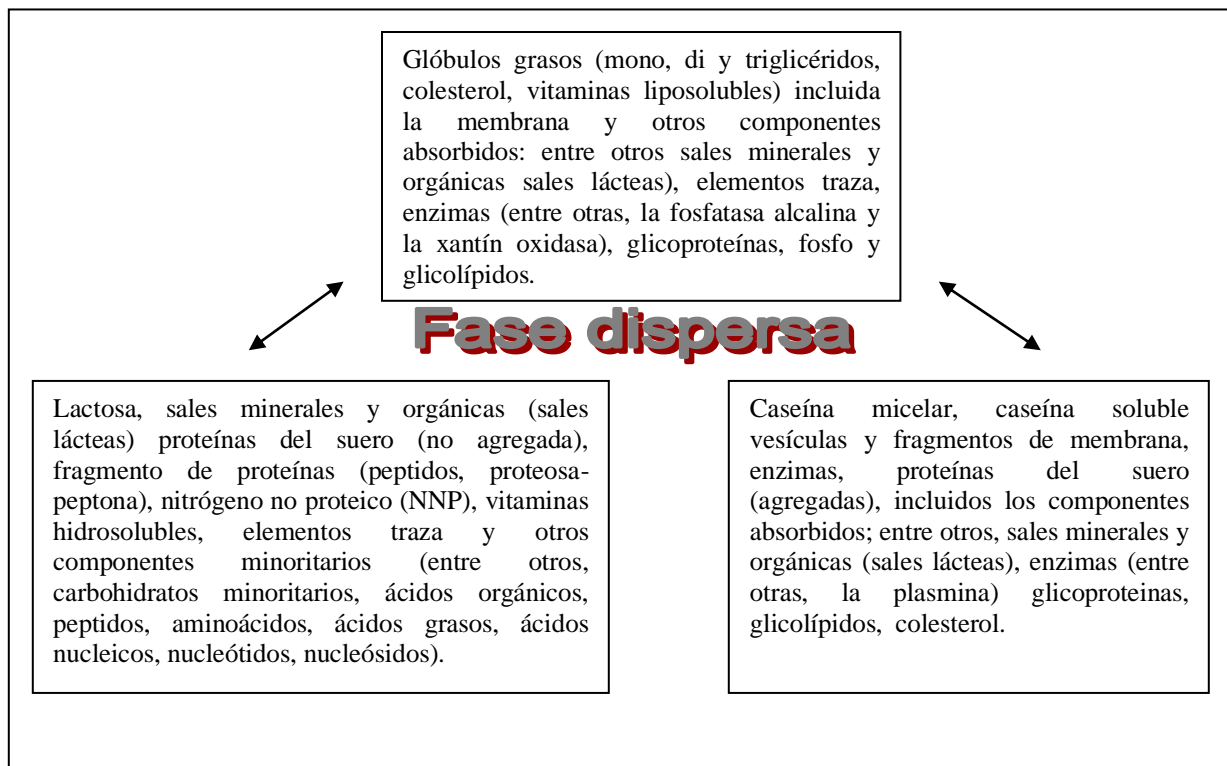 Glóbulos grasos (mono, di y triglicéridos,
colesterol, vitaminas liposolubles) incluida
la membrana y otros componentes
absorbidos: entre otros sales minerales y
orgánicas sales lácteas), elementos traza,
enzimas (entre otras, la fosfatasa alcalina y
la xantín oxidasa), glicoproteínas, fosfo y
glicolípidos.
Fase dispersa
Lactosa, sales minerales y orgánicas (sales
lácteas) proteínas del suero (no agregada),
fragmento de proteínas (peptidos, proteosa-
peptona), nitrógeno no proteico (NNP), vitaminas
hidrosolubles, elementos traza y otros
componentes minoritarios (entre otros,
carbohidratos minoritarios, ácidos orgánicos,
peptidos, aminoácidos, ácidos grasos, ácidos
nucleicos, nucleótidos, nucleósidos).
Caseína micelar, caseína soluble
vesículas y fragmentos de membrana,
enzimas, proteínas del suero
(agregadas), incluidos los componentes
absorbidos; entre otros, sales minerales y
orgánicas (sales lácteas), enzimas (entre
otras, la plasmina) glicoproteinas,
glicolípidos, colesterol.